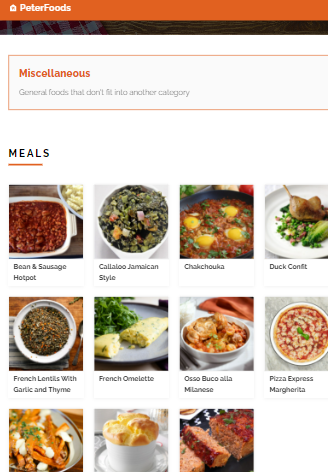 PeterFoods
Miscellaneous
General foods that don't fit into another category
MEALS
Bean & Sausage
Hotpot
Callaloo Jamaican
Style
Chakchouka
Duck Confit
French Lentils With
Garlic and Thyme
French Omelette
Osso Buco alla
Milanese
Pizza Express
Margherita